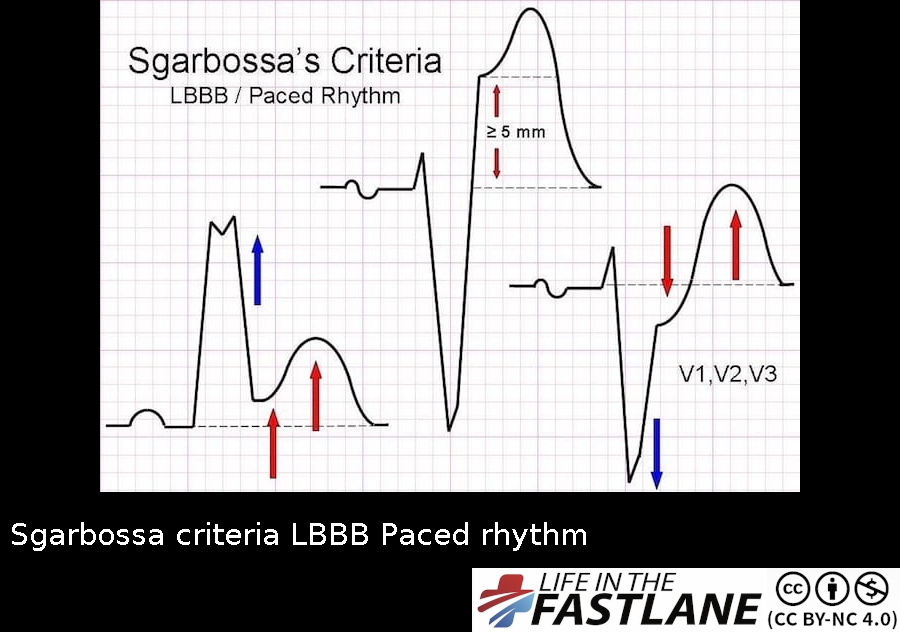 Sgarbossa's Criteria
LBBB / Paced Rhythm
≥ 5 mm
V1,V2,V3
Sgarbossa criteria LBBB Paced rhythm
LIFE IN THE
FASTLANE
cc
$
(CC BY-NC 4.0)